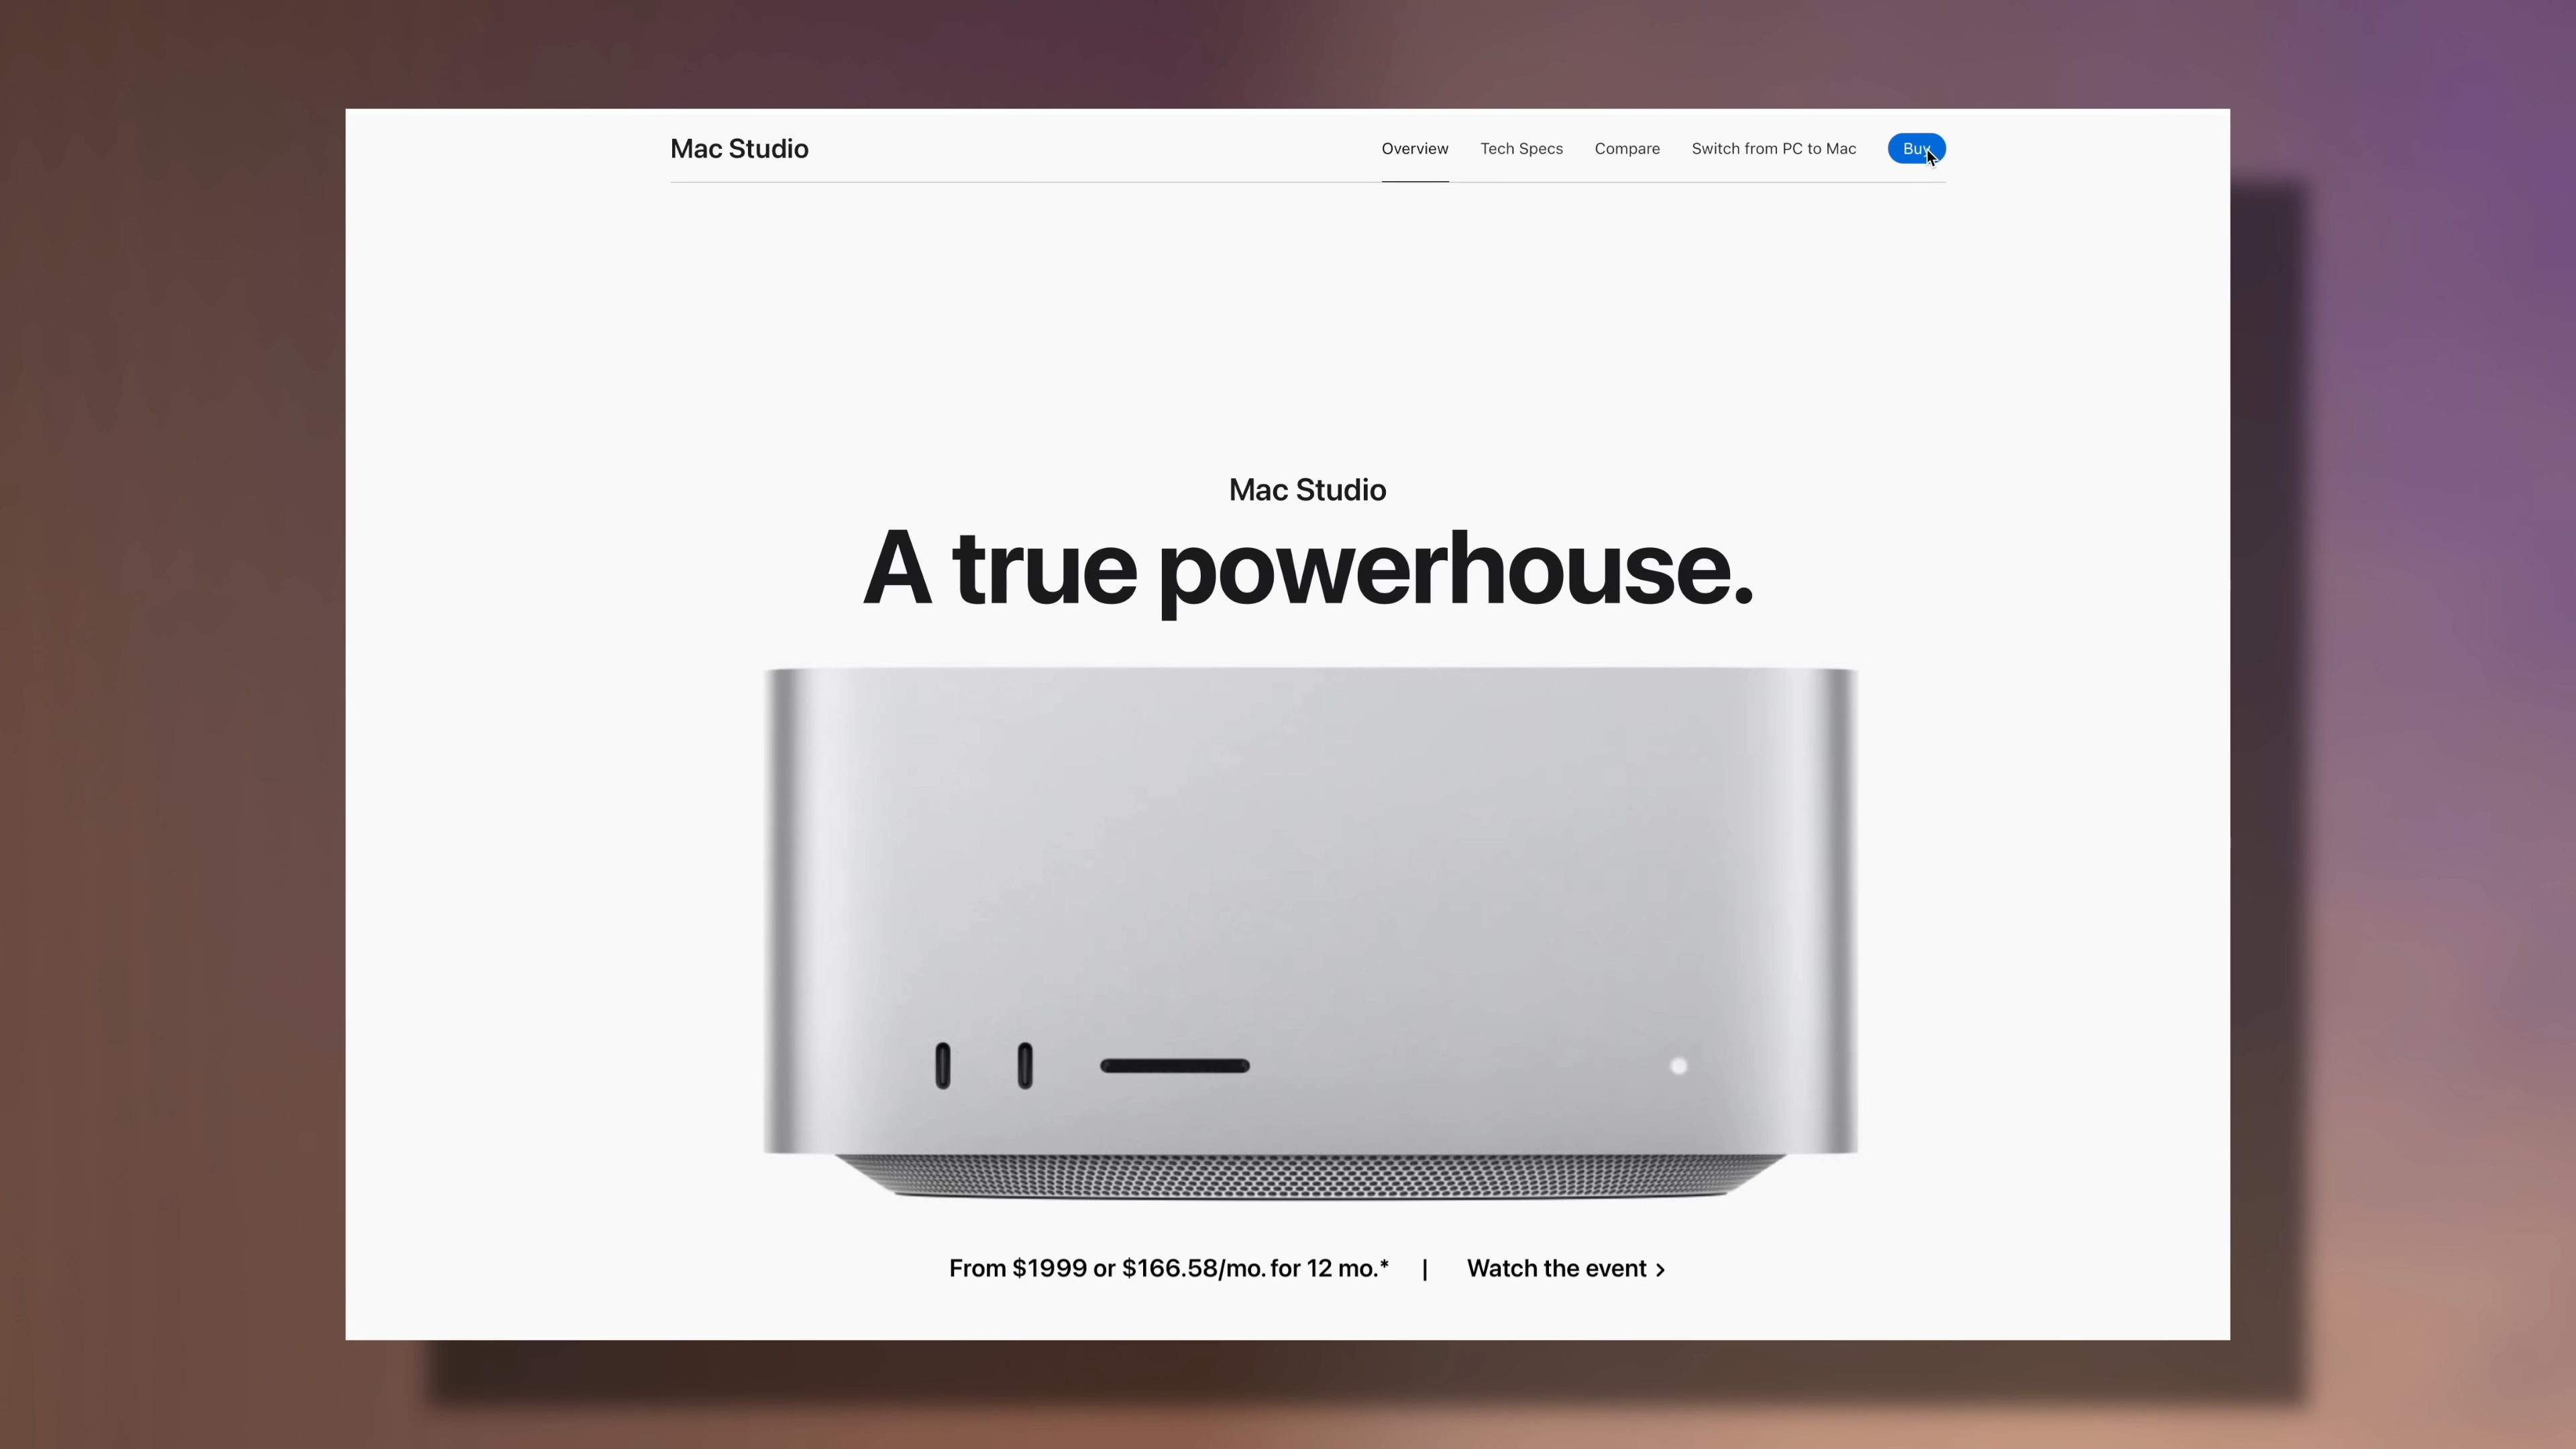 Mac Studio
Overview
Tech Specs
Compare
Switch from PC to Mac
Buy
Mac Studio
A true powerhouse.
From $1999 or $166.58/mo. for 12 mo.* | Watch the event >